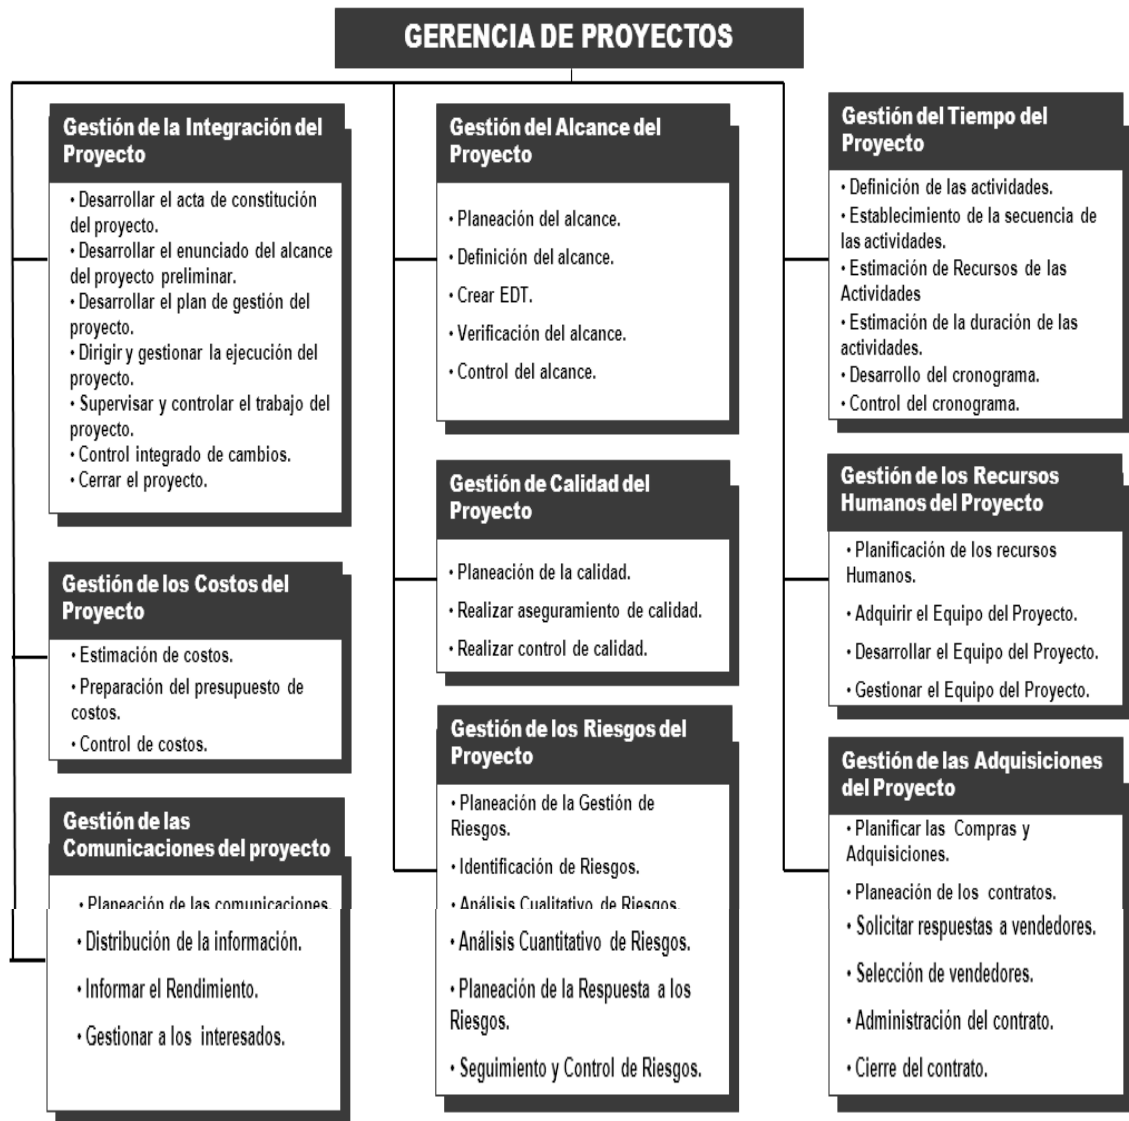 GERENCIA DE PROYECTOS
Gestión de la Integración del
Proyecto
• Desarrollar el acta de constitución
del proyecto.
• Desarrollar el enunciado del alcance
del proyecto preliminar.
• Desarrollar el plan de gestión del
proyecto.
• Dirigir y gestionar la ejecución del
proyecto.
• Supervisar y controlar el trabajo del
proyecto.
• Control integrado de cambios.
• Cerrar el proyecto.
Gestión de los Costos del
Proyecto
• Estimación de costos.
• Preparación del presupuesto de
costos.
• Control de costos.
Gestión de las
Comunicaciones del proyecto
• Planeación de las comunicaciones.
• Distribución de la información.
• Informar el Rendimiento.
• Gestionar a los interesados.
Gestión del Alcance del
Proyecto
• Planeación del alcance.
• Definición del alcance.
• Crear EDT.
• Verificación del alcance.
• Control del alcance.
Gestión de Calidad del
Proyecto
• Planeación de la calidad.
• Realizar aseguramiento de calidad.
• Realizar control de calidad.
Gestión de los Riesgos del
Proyecto
• Planeación de la Gestión de
Riesgos.
• Identificación de Riesgos.
• Análisis Cualitativo de Riesgos.
• Análisis Cuantitativo de Riesgos.
• Planeación de la Respuesta a los
Riesgos.
• Seguimiento y Control de Riesgos.
Gestión del Tiempo del
Proyecto
• Definición de las actividades.
• Establecimiento de la secuencia de
las actividades.
• Estimación de Recursos de las
Actividades
• Estimación de la duración de las
actividades.
• Desarrollo del cronograma.
• Control del cronograma.
Gestión de los Recursos
Humanos del Proyecto
• Planificación de los recursos
Humanos.
• Adquirir el Equipo del Proyecto.
• Desarrollar el Equipo del Proyecto.
• Gestionar el Equipo del Proyecto.
Gestión de las Adquisiciones
del Proyecto
• Planificar las Compras y
Adquisiciones.
• Planeación de los contratos.
• Solicitar respuestas a vendedores.
• Selección de vendedores.
• Administración del contrato.
• Cierre del contrato.